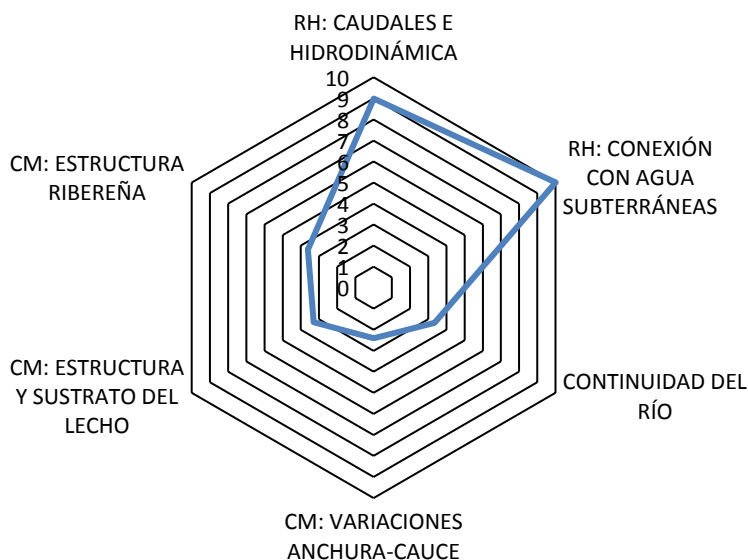 RH: CAUDALES E
HIDRODINÁMICA
10
9
8
7
6
5
4
3
2
1
0
RH: CONEXIÓN
CON AGUA
SUBTERRÁNEAS
CONTINUIDAD DEL
RÍO
CM: VARIACIONES
ANCHURA-CAUCE
CM: ESTRUCTURA
Y SUSTRATO DEL
LECHO
CM: ESTRUCTURA
RIBEREÑA